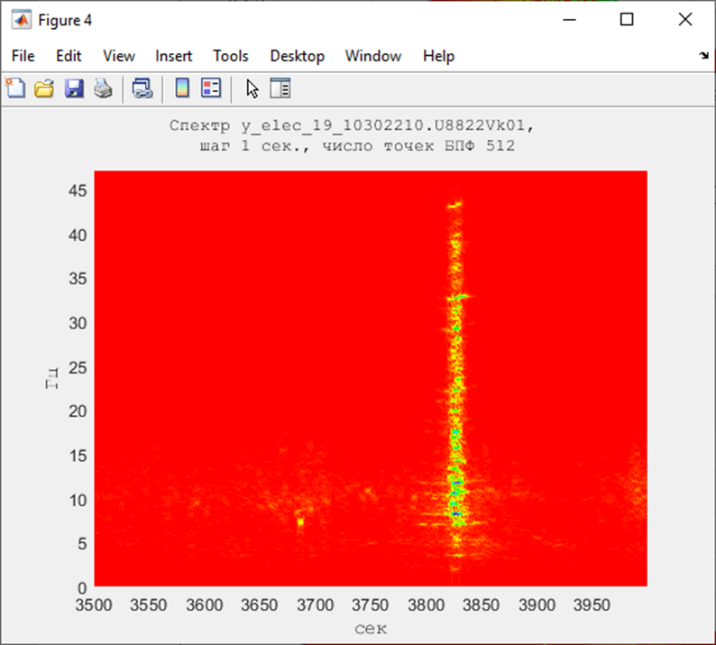 Figure 4
File Edit View Insert Tools Desktop Window Help
Спектр y_elec_19_10302210.U8822Vk01,
шаг 1 сек., число точек БПФ 512
45
40
35
30
25
20
15
10
5
0
Гц
3500 3550 3600 3650 3700 3750 3800 3850 3900 3950
сек